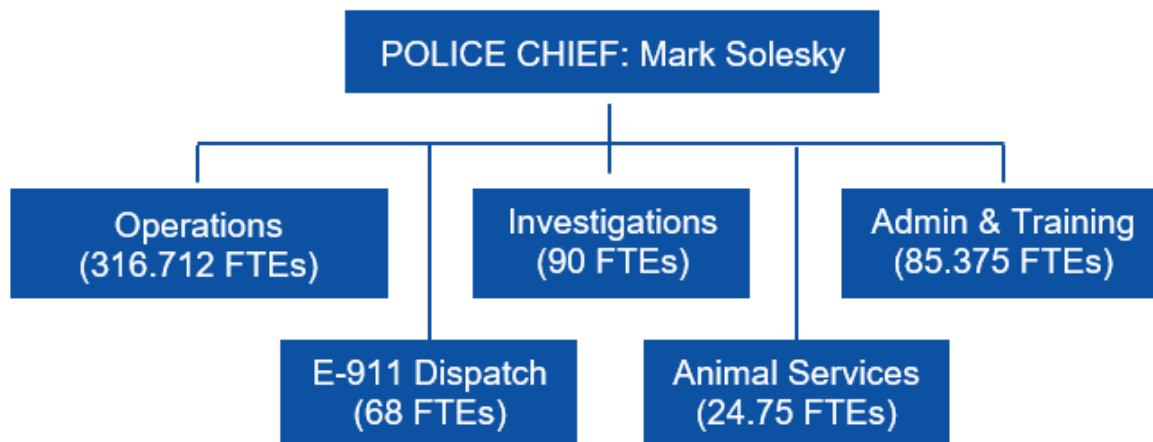 POLICE CHIEF: Mark Solesky
Operations
(316.712 FTEs)
Investigations
(90 FTEs)
Admin & Training
(85.375 FTEs)
E-911 Dispatch
(68 FTEs)
Animal Services
(24.75 FTEs)